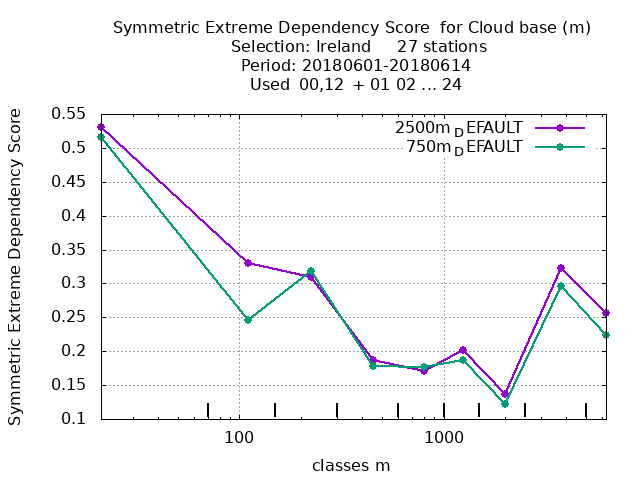 Symmetric Extreme Dependency Score for Cloud base (m)
Selection: Ireland 27 stations
Period: 20180601-20180614
Used 00,12 + 01 02 ... 24
Symmetric Extreme Dependency Score
0.55
0.5
0.45
0.4
0.35
0.3
0.25
0.2
0.15
0.1
2500m_DEFAULT
750m_DEFAULT
100
1000
classes m